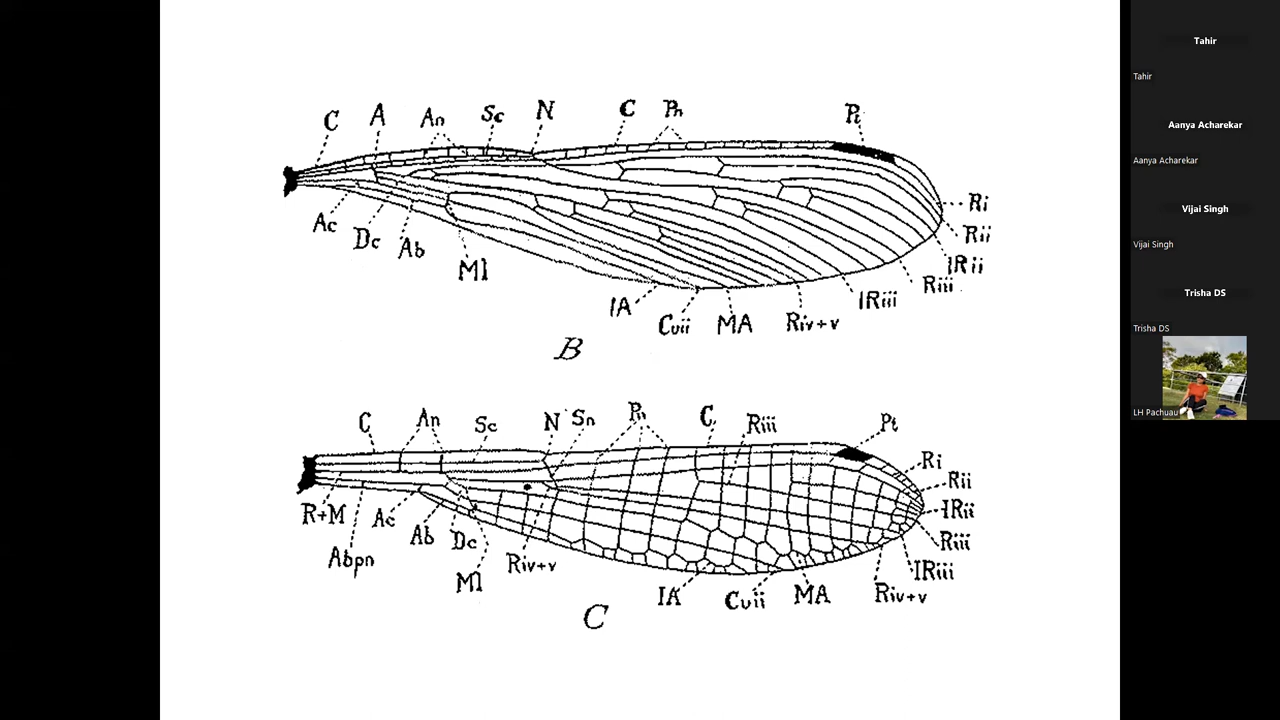 C A An Sc N C Pn Pt
Ri
Rii
IRii
Riii
IRiii
Ac Dc Ab Ml IA Cuii MA Riv+v
B
C An Sc N Sn Pn C Riii Pt
Ri
Rii
IRii
Riii
IRiii
R+M Ac Ab Dc Riv+v
Abpn Ml IA Cuii MA Riv+v
C
Tahir
Tahir
Aanya Acharekar
Aanya Acharekar
Vijai Singh
Vijai Singh
Trisha DS
Trisha DS
LH Pachuau